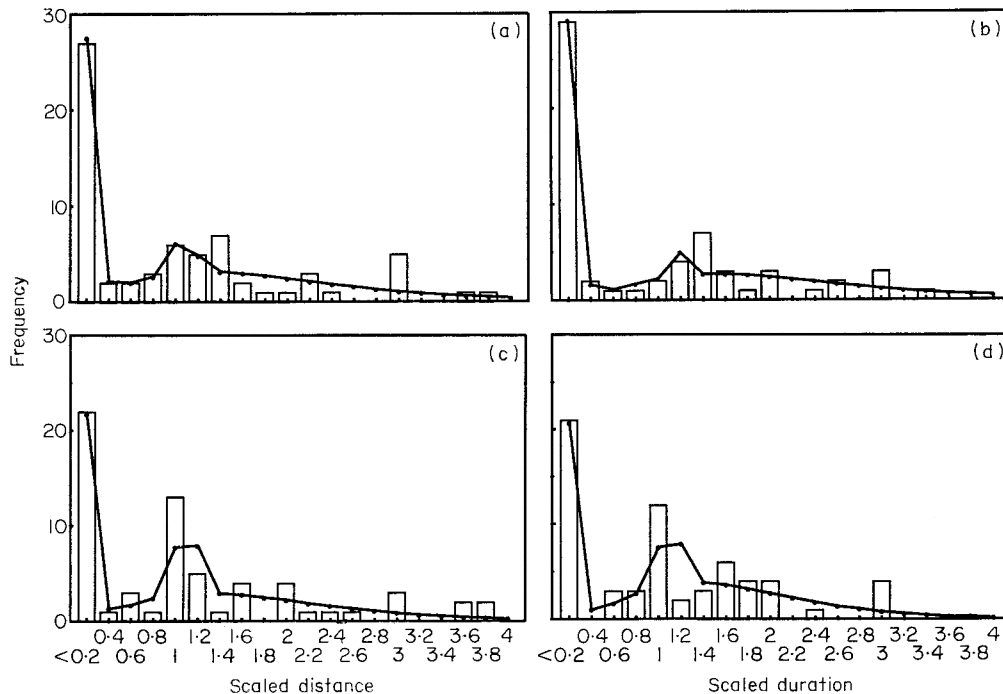 30
20
10
0
(a)
(b)
Frequency
30
20
10
0
(c)
(d)
0·4 0·8 1·2 1·6 2 2·4 2·8 3·2 3·6 4
<0·2 0·6 1 1·4 1·8 2·2 2·6 3 3·4 3·8
0·4 0·8 1·2 1·6 2 2·4 2·8 3·2 3·6 4
<0·2 0·6 1 1·4 1·8 2·2 2·6 3 3·4 3·8
Scaled distance
Scaled duration